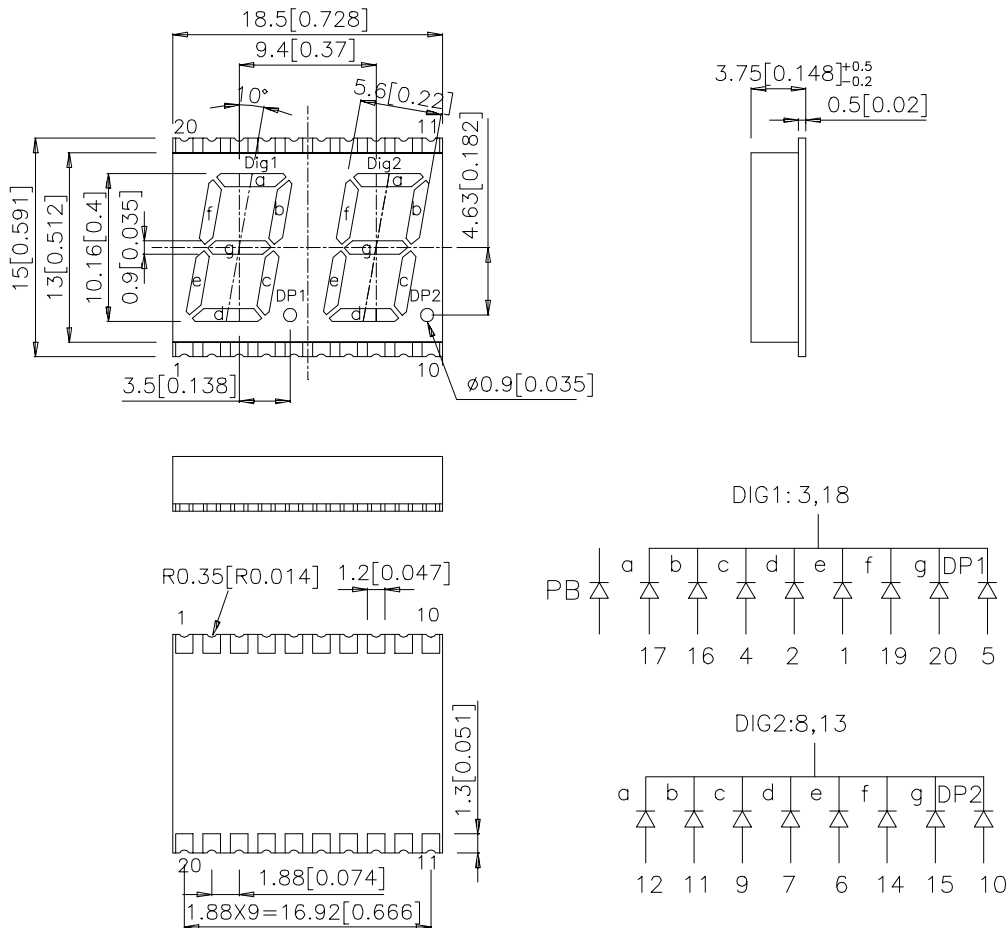 18.5[0.728]
9.4[0.37]
10°
5.6[0.22]
20
11
Dig1
Dig2
a
b
c
d
e
f
g
DP1
a
b
c
d
e
f
g
DP2
15[0.591]
13[0.512]
10.16[0.4]
0.9[0.035]
4.63[0.182]
1
10
3.5[0.138]
ø0.9[0.035]
3.75[0.148]+0.5 -0.2
0.5[0.02]
R0.35[R0.014]
1.2[0.047]
1
10
1.3[0.051]
20
11
1.88[0.074]
1.88X9=16.92[0.666]
DIG1: 3,18
a b c d e f g DP1
PB
17 16 4 2 1 19 20 5
DIG2:8,13
a b c d e f g DP2
12 11 9 7 6 14 15 10